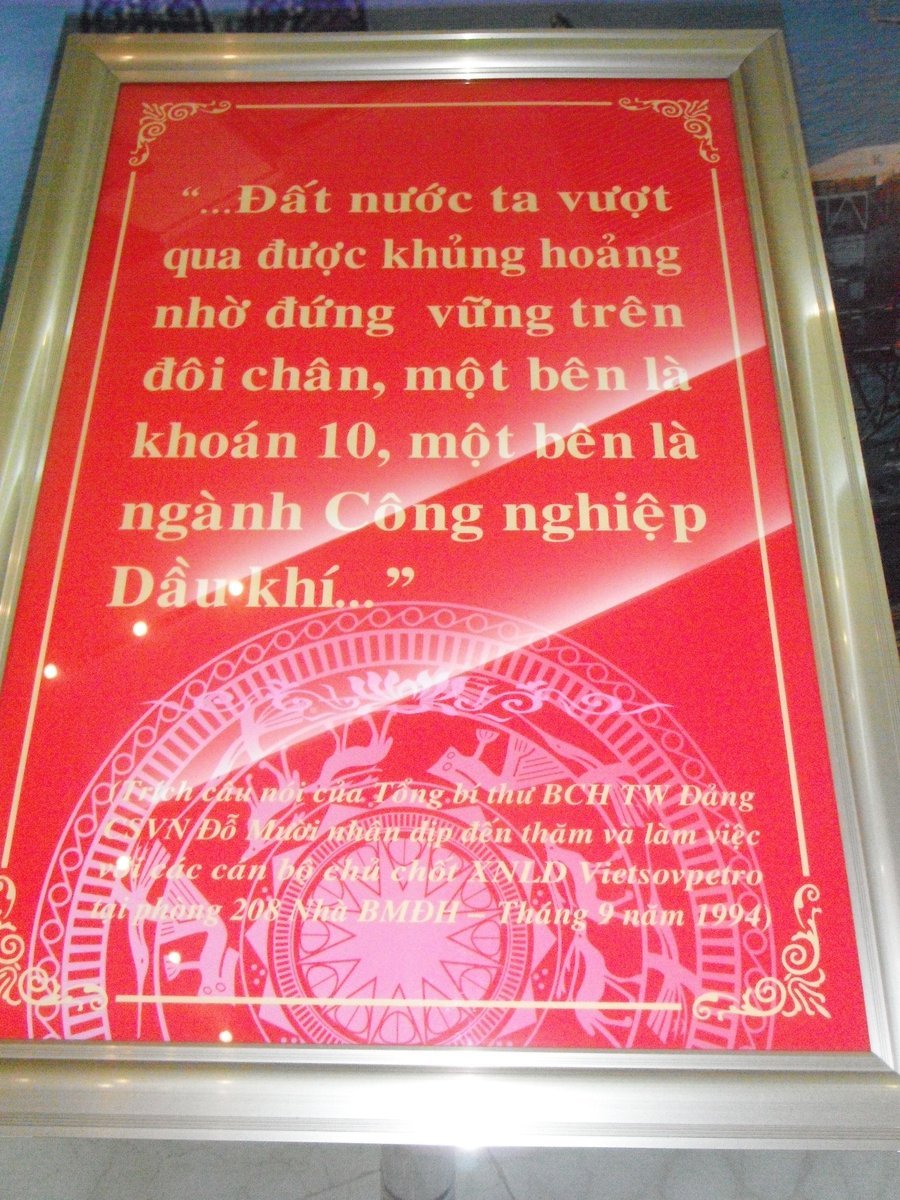 “...Đất nước ta vượt
qua được khủng hoảng
nhờ đứng vững trên
đôi chân, một bên là
khoán 10, một bên là
ngành Công nghiệp
Dầu khí...”
(Trích câu nói của Tổng bí thư BCH TW Đảng
CSVN Đỗ Mười nhân dịp đến thăm và làm việc
với các cán bộ chủ chốt XNLD Vietsovpetro
tại phòng 208 Nhà BMĐH – Tháng 9 năm 1994)